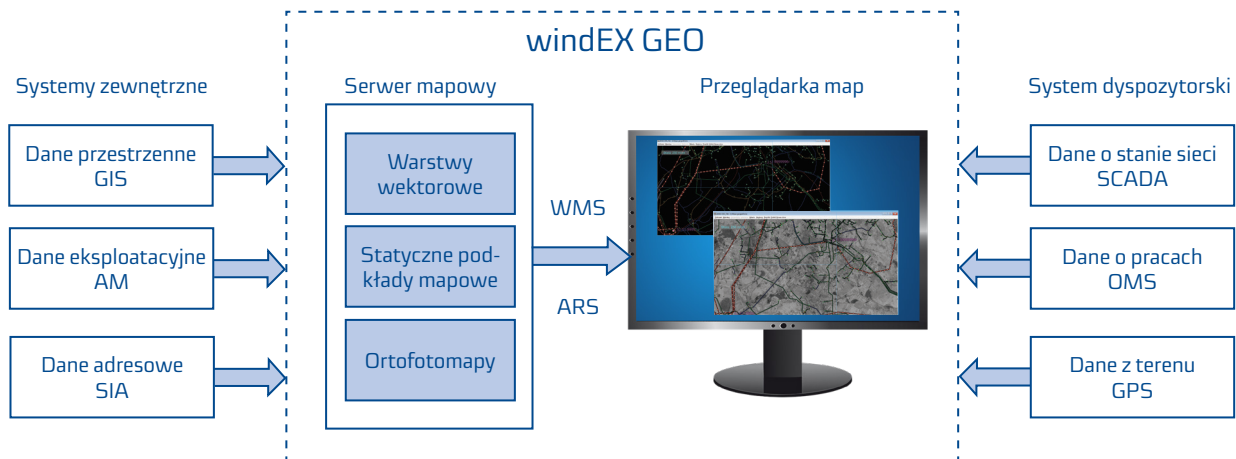 windEX GEO
Systemy zewnętrzne
Serwer mapowy
Przeglądarka map
System dyspozytorski
Dane przestrzenne
GIS
Dane eksploatacyjne
AM
Dane adresowe
SIA
Warstwy
wektorowe
Statyczne pod-
kłady mapowe
Ortofotomapy
WMS
ARS
Dane o stanie sieci
SCADA
Dane o pracach
OMS
Dane z terenu
GPS